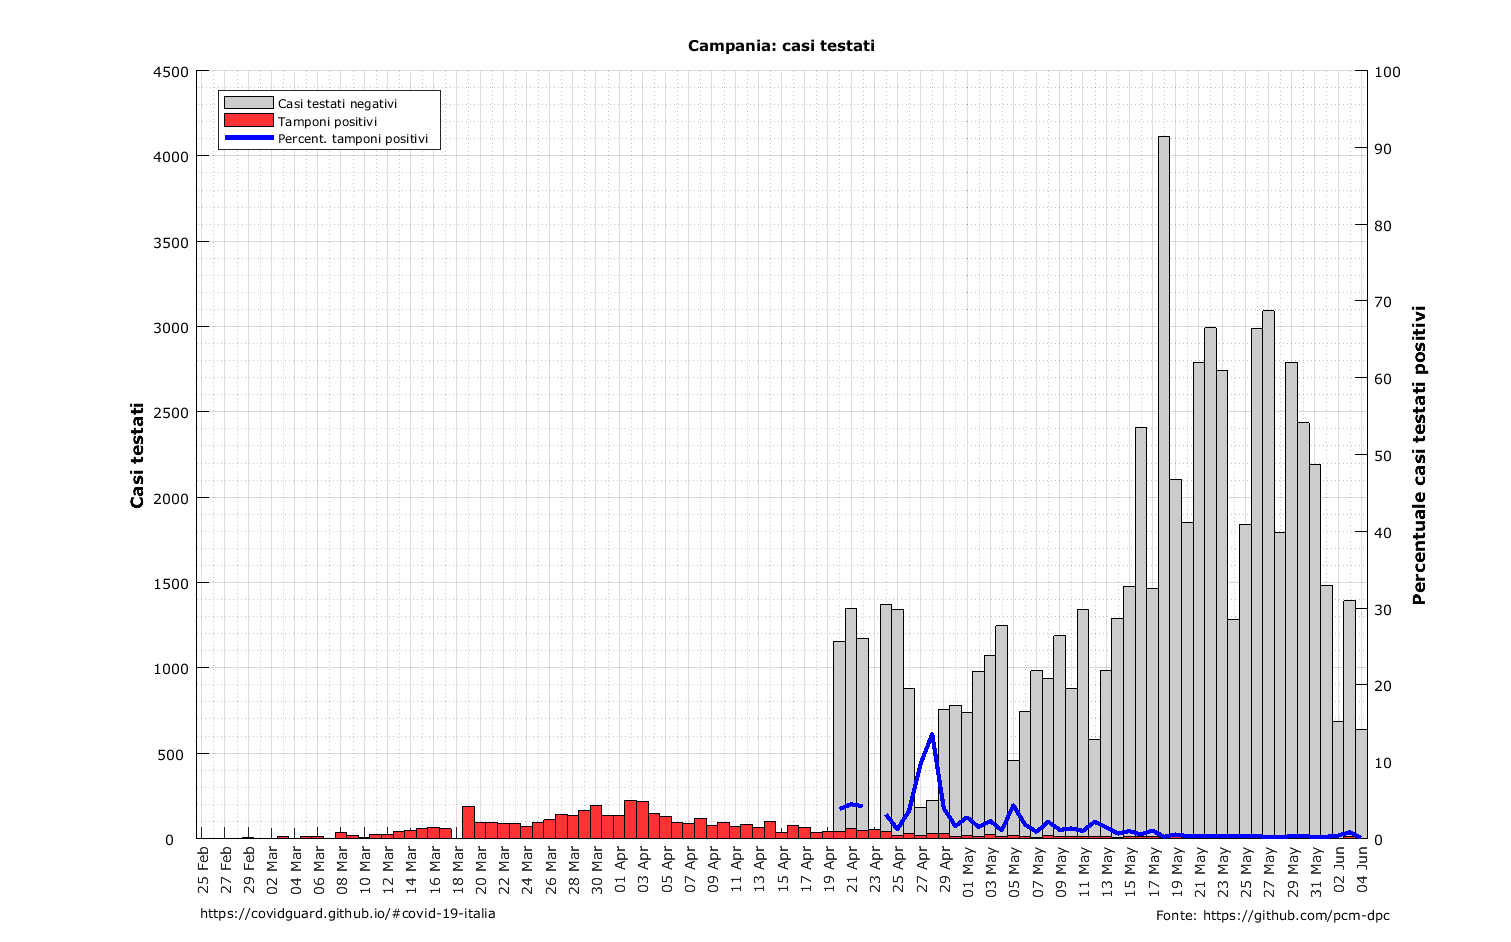 Campania: casi testati
Casi testati negativi
Tamponi positivi
Percent. tamponi positivi
Casi testati
4500
4000
3500
3000
2500
2000
1500
1000
500
0
100
90
80
70
60
50
40
30
20
10
0
Percentuale casi testati positivi
25 Feb
27 Feb
29 Feb
02 Mar
04 Mar
06 Mar
08 Mar
10 Mar
12 Mar
14 Mar
16 Mar
18 Mar
20 Mar
22 Mar
24 Mar
26 Mar
28 Mar
30 Mar
01 Apr
03 Apr
05 Apr
07 Apr
09 Apr
11 Apr
13 Apr
15 Apr
17 Apr
19 Apr
21 Apr
23 Apr
25 Apr
27 Apr
29 Apr
01 May
03 May
05 May
07 May
09 May
11 May
13 May
15 May
17 May
19 May
21 May
23 May
25 May
27 May
29 May
31 May
02 Jun
04 Jun
https://covidguard.github.io/#covid-19-italia
Fonte: https://github.com/pcm-dpc